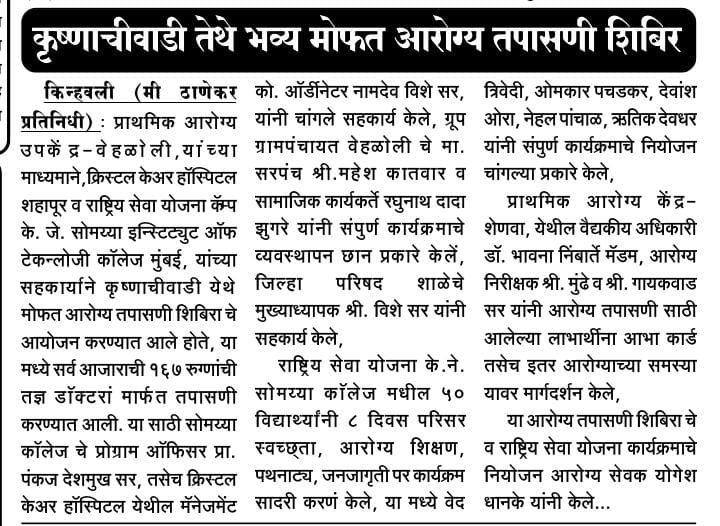 कृष्णाचीवाडी तेथे भव्य मोफत आरोग्य तपासणी शिबिर
किन्हवली (मी ठाणेकर
प्रतिनिधी) : प्राथमिक आरोग्य
उपकें द्र-वेहळोली,यांच्या
माध्यमाने,क्रिस्टल केअर हॉस्पिटल
शहापूर व राष्ट्रिय सेवा योजना कॅम्प
के. जे. सोमय्या इन्स्टिट्युट ऑफ
टेकन्लोजी कॉलेज मुंबई, यांच्या
सहकार्याने कृष्णाचीवाडी येथे
मोफत आरोग्य तपासणी शिबिरा चे
आयोजन करण्यात आले होते, या
मध्ये सर्व आजाराची १६७ रुग्णांची
तज्ञ डॉक्टरां मार्फत तपासणी
करण्यात आली. या साठी सोमय्या
कॉलेज चे प्रोग्राम ऑफिसर प्रा.
पंकज देशमुख सर, तसेच क्रिस्टल
केअर हॉस्पिटल येथील मॅनेजमेंट
को. ऑर्डीनेटर नामदेव विशे सर,
यांनी चांगले सहकार्य केले, ग्रूप
ग्रामपंचायत वेहळोली चे मा.
सरपंच श्री.महेश कातवार व
सामाजिक कार्यकर्ते रघुनाथ दादा
झुगरे यांनी संपुर्ण कार्यक्रमाचे
व्यवस्थापन छान प्रकारे केलें,
जिल्हा परिषद शाळेचे
मुख्याध्यापक श्री. विशे सर यांनी
सहकार्य केले,
राष्ट्रिय सेवा योजना के.ने.
सोमय्या कॉलेज मधील ५०
विद्यार्थ्यांनी ८ दिवस परिसर
स्वच्छता, आरोग्य शिक्षण,
पथनाट्य, जनजागृती पर कार्यक्रम
सादरी करणं केले, या मध्ये वेद
त्रिवेदी, ओमकार पचडकर, देवांश
ओरा, नेहल पांचाळ, ऋतिक देवधर
यांनी संपुर्ण कार्यक्रमाचे नियोजन
चांगल्या प्रकारे केले,
प्राथमिक आरोग्य केंद्र-
शेणवा, येथील वैद्यकीय अधिकारी
डॉ. भावना निंबार्ते मॅडम, आरोग्य
निरीक्षक श्री. मुंढे व श्री. गायकवाड
सर यांनी आरोग्य तपासणी साठी
आलेल्या लाभार्थीना आभा कार्ड
तसेच इतर आरोग्याच्या समस्या
यावर मार्गदर्शन केले,
या आरोग्य तपासणी शिबिरा चे
व राष्ट्रिय सेवा योजना कार्यक्रमाचे
नियोजन आरोग्य सेवक योगेश
धानके यांनी केले...